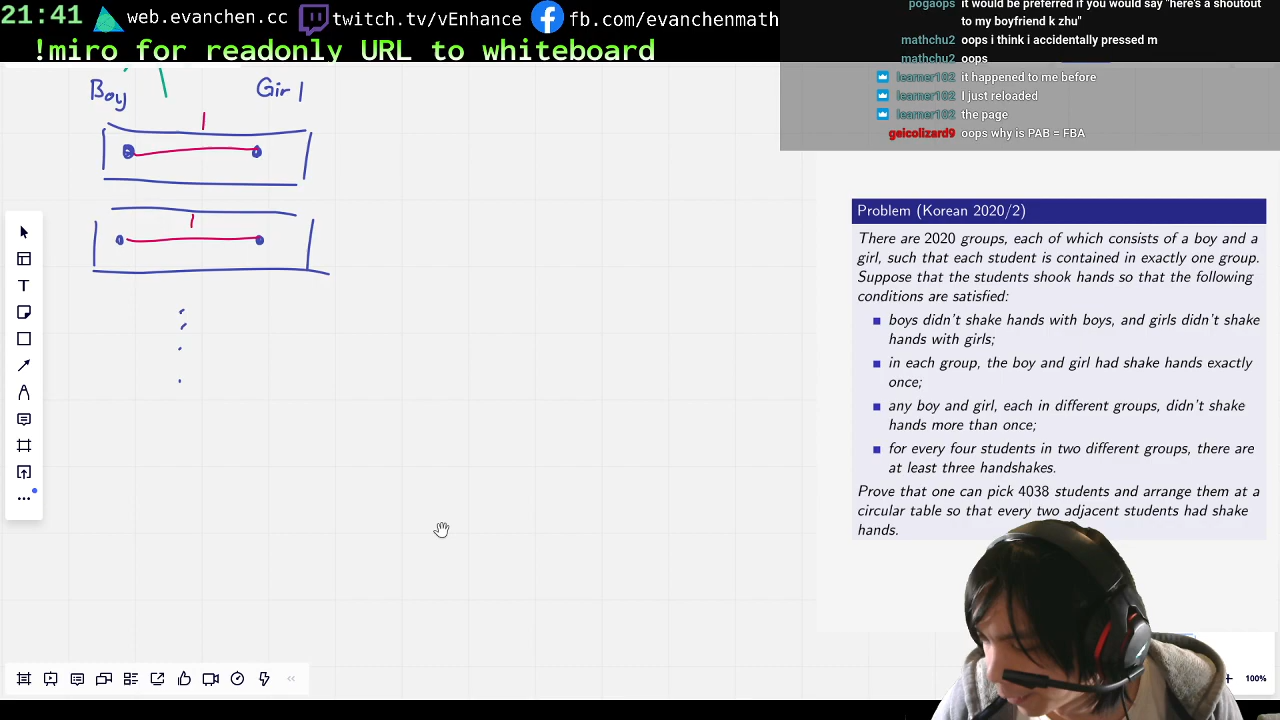 21:41
web.evanchen.cc
twitch.tv/vEnhance
fb.com/evanchenmath
!miro for readonly URL to whiteboard
pogaops it would be preferred if you would say "here's a shoutout
to my boyfriend k zhu"
mathchu2 oops i think i accidentally pressed m
mathchu2 oops
learner102 it happened to me before
learner102 I just reloaded
learner102 the page
geicolizard9 oops why is PAB = FBA
Boy
Girl
1
1
Problem (Korean 2020/2)
There are 2020 groups, each of which consists of a boy and a
girl, such that each student is contained in exactly one group.
Suppose that the students shook hands so that the following
conditions are satisfied:
boys didn't shake hands with boys, and girls didn't shake
hands with girls;
in each group, the boy and girl had shake hands exactly
once;
any boy and girl, each in different groups, didn't shake
hands more than once;
for every four students in two different groups, there are
at least three handshakes.
Prove that one can pick 4038 students and arrange them at a
circular table so that every two adjacent students had shake
hands.
100%